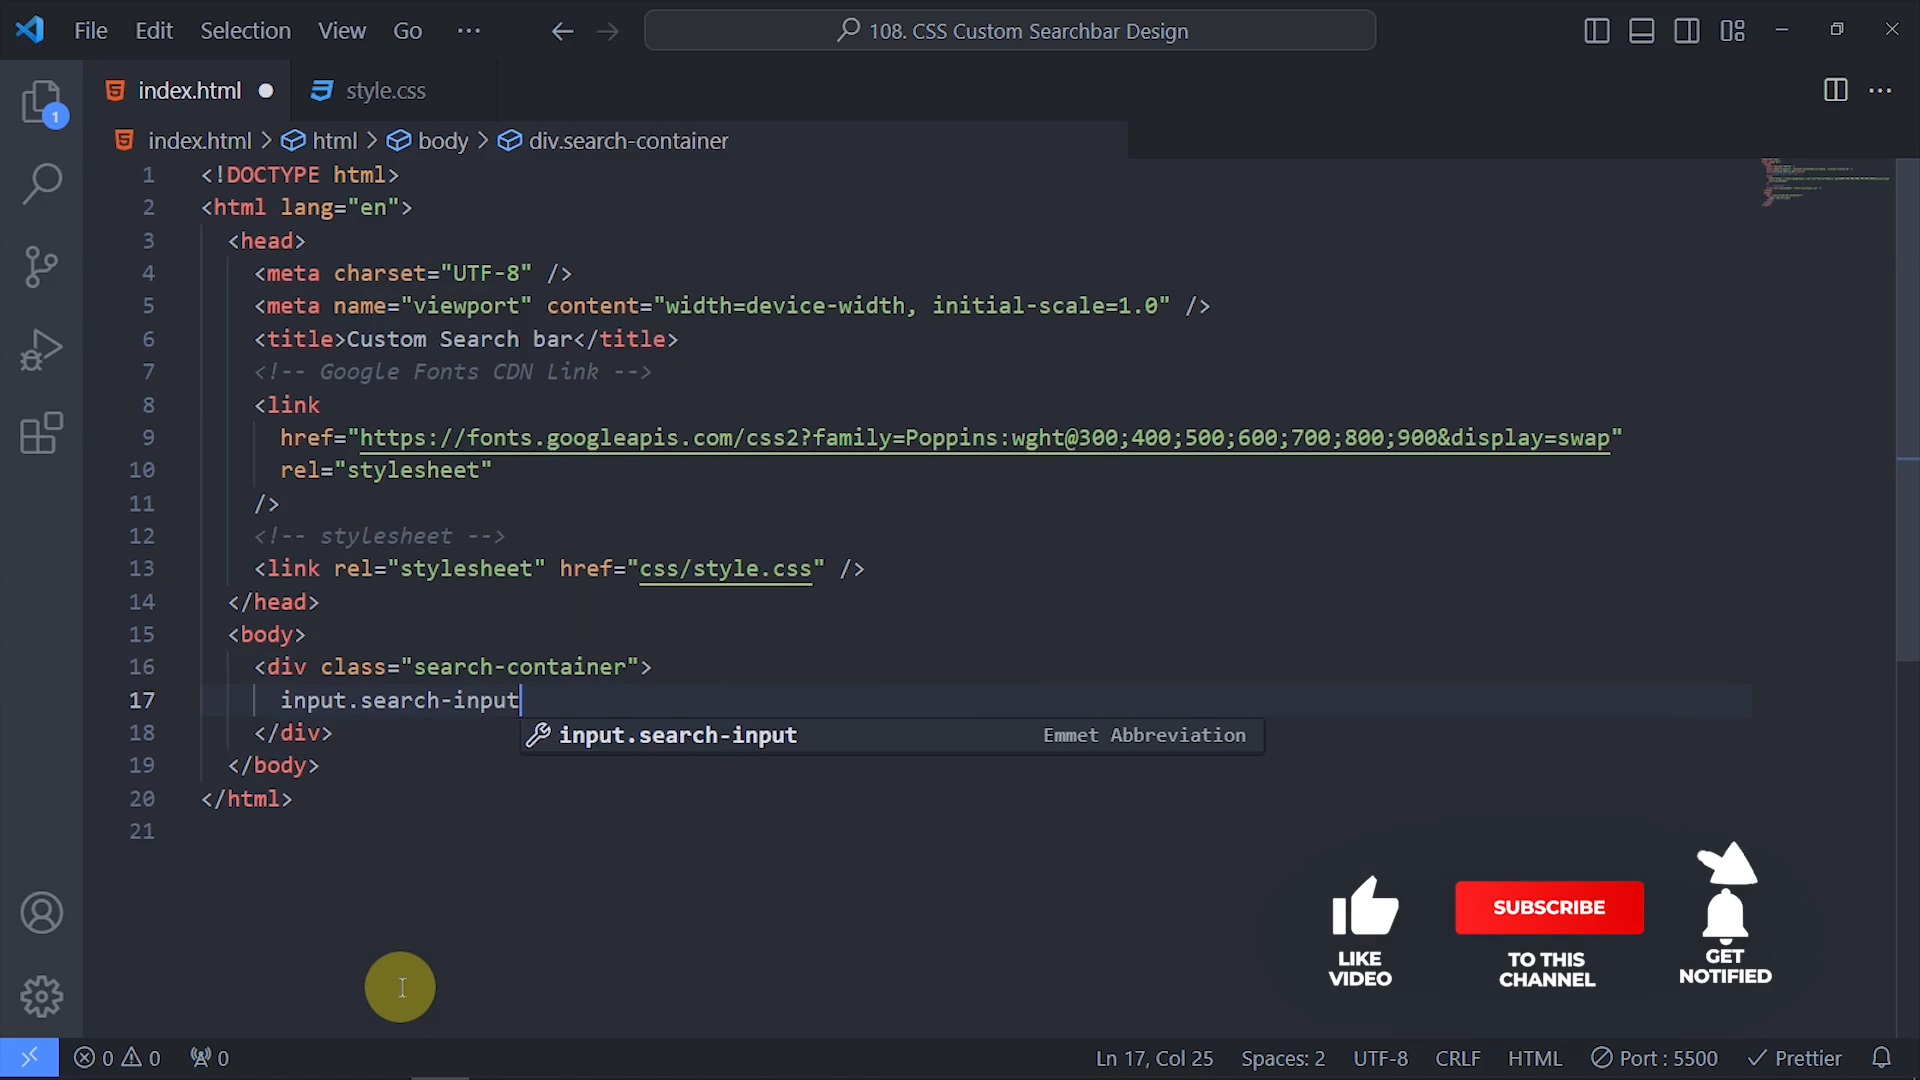 File Edit Selection View Go ··· 108. CSS Custom Searchbar Design
index.html style.css
index.html > html > body > div.search-container
1
1 <!DOCTYPE html>
2 <html lang="en">
3 <head>
4 <meta charset="UTF-8" />
5 <meta name="viewport" content="width=device-width, initial-scale=1.0" />
6 <title>Custom Search bar</title>
7 <!-- Google Fonts CDN Link -->
8 <link
9 href="https://fonts.googleapis.com/css2?family=Poppins:wght@300;400;500;600;700;800;900&display=swap"
10 rel="stylesheet"
11 />
12 <!-- stylesheet -->
13 <link rel="stylesheet" href="css/style.css" />
14 </head>
15 <body>
16 <div class="search-container">
17 input.search-input
18 </div>
input.search-input Emmet Abbreviation
19 </body>
20 </html>
21
LIKE
VIDEO
SUBSCRIBE
TO THIS
CHANNEL
GET
NOTIFIED
0 0 0 Ln 17, Col 25 Spaces: 2 UTF-8 CRLF HTML Port : 5500 Prettier